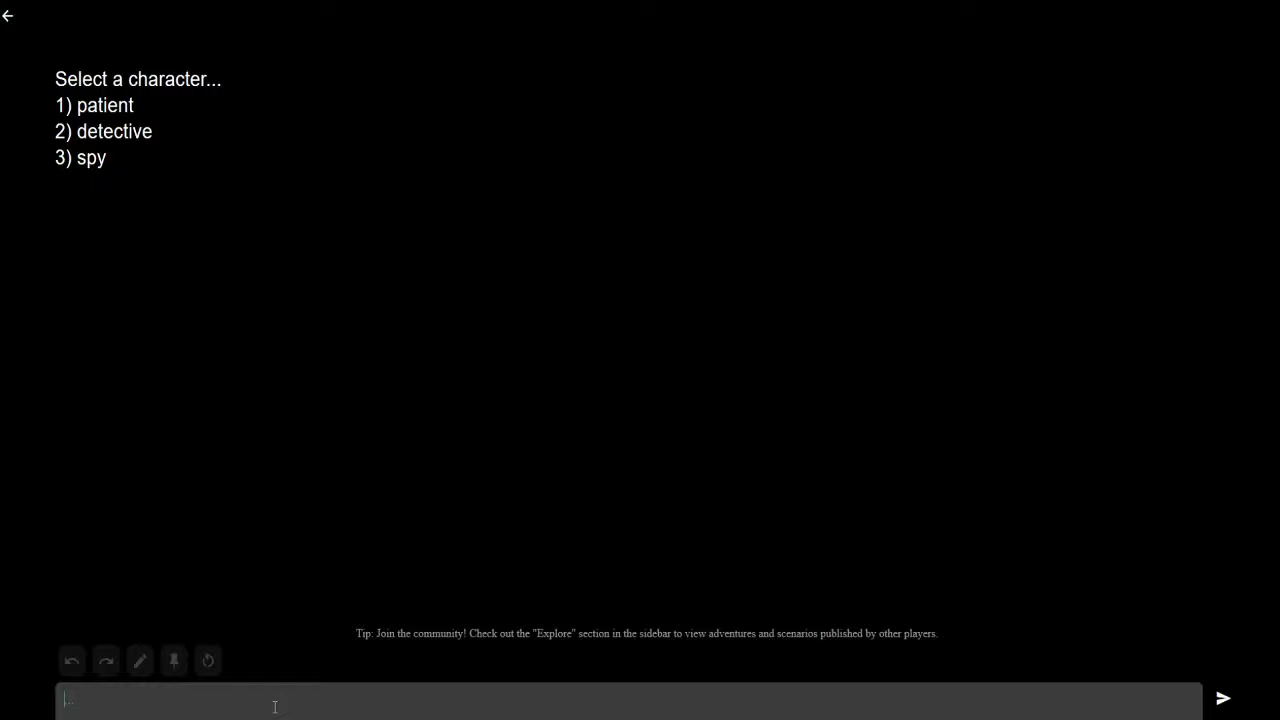 Select a character...
1) patient
2) detective
3) spy
Tip: Join the community! Check out the "Explore" section in the sidebar to view adventures and scenarios published by other players.
...